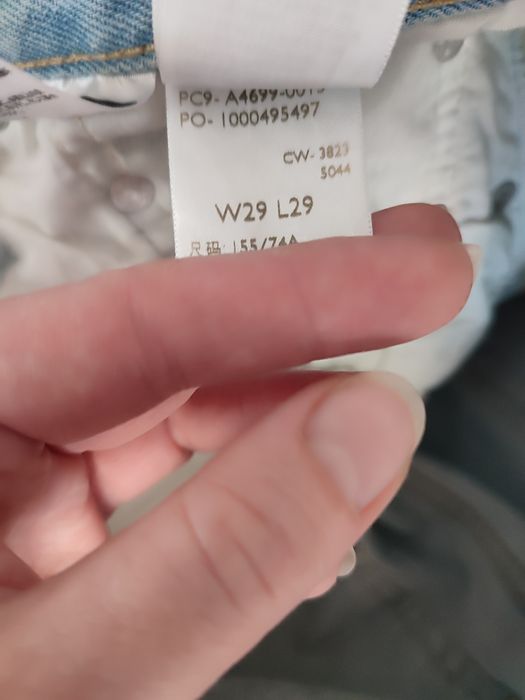 PC9- A4699-0015
PO- 1000495497
CW- 3823
5044
W29 L29
尺码: 155/74A